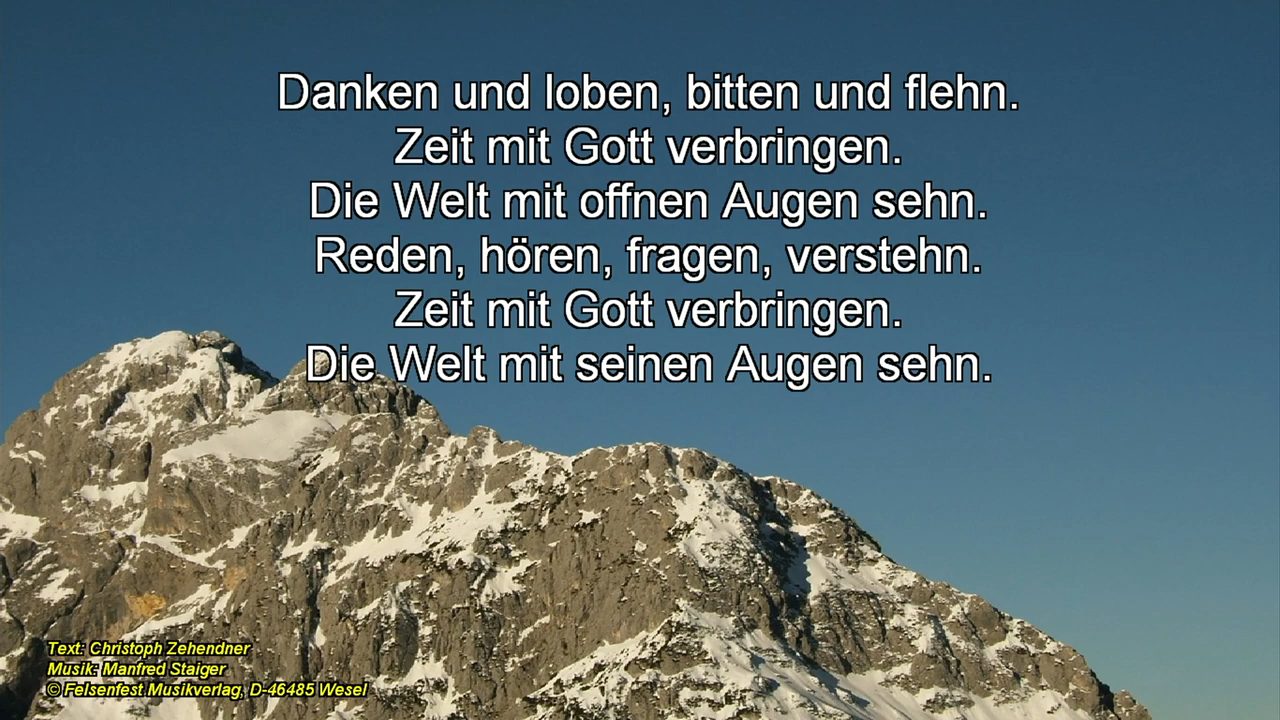 Danken und loben, bitten und flehn.
Zeit mit Gott verbringen.
Die Welt mit offnen Augen sehn.
Reden, hören, fragen, verstehn.
Zeit mit Gott verbringen.
Die Welt mit seinen Augen sehn.
Text: Christoph Zehendner
Musik: Manfred Staiger
© Felsenfest Musikverlag, D-46485 Wesel